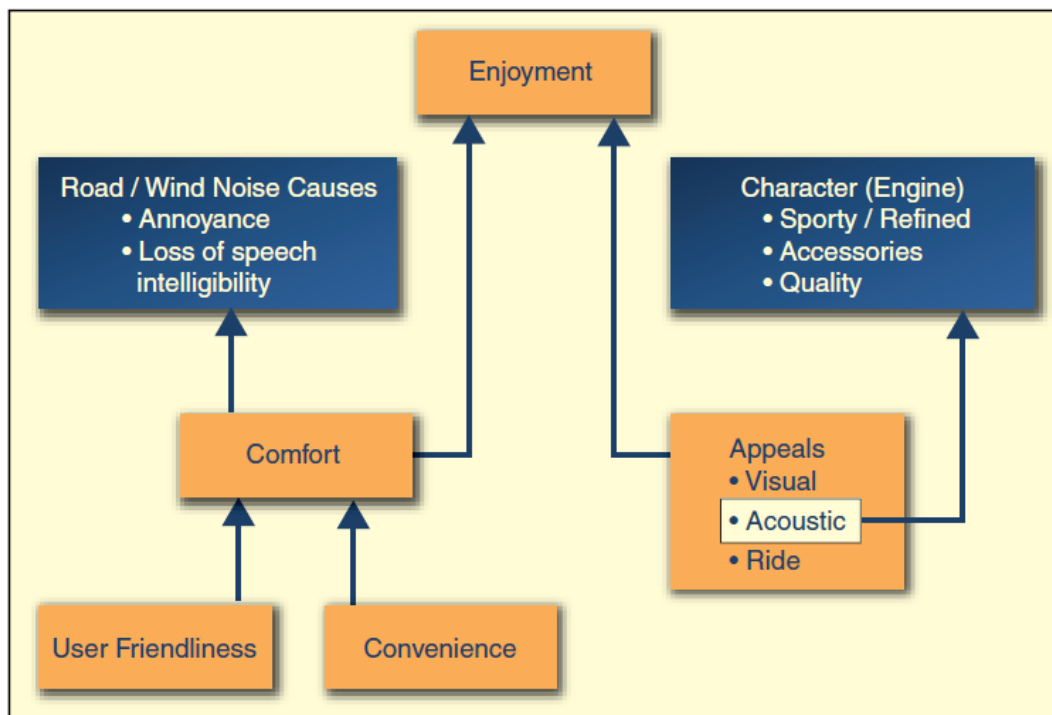 Enjoyment
Road / Wind Noise Causes
• Annoyance
• Loss of speech
intelligibility
Character (Engine)
• Sporty / Refined
• Accessories
• Quality
Comfort
Appeals
• Visual
• Acoustic
• Ride
User Friendliness
Convenience